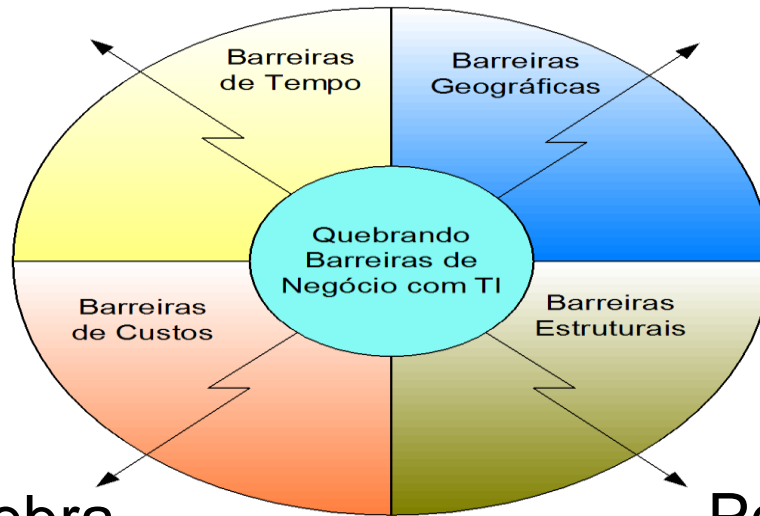 Barreiras
de Tempo
Barreiras
Geográficas
Quebrando
Barreiras de
Negócio com TI
Barreiras
de Custos
Barreiras
Estruturais